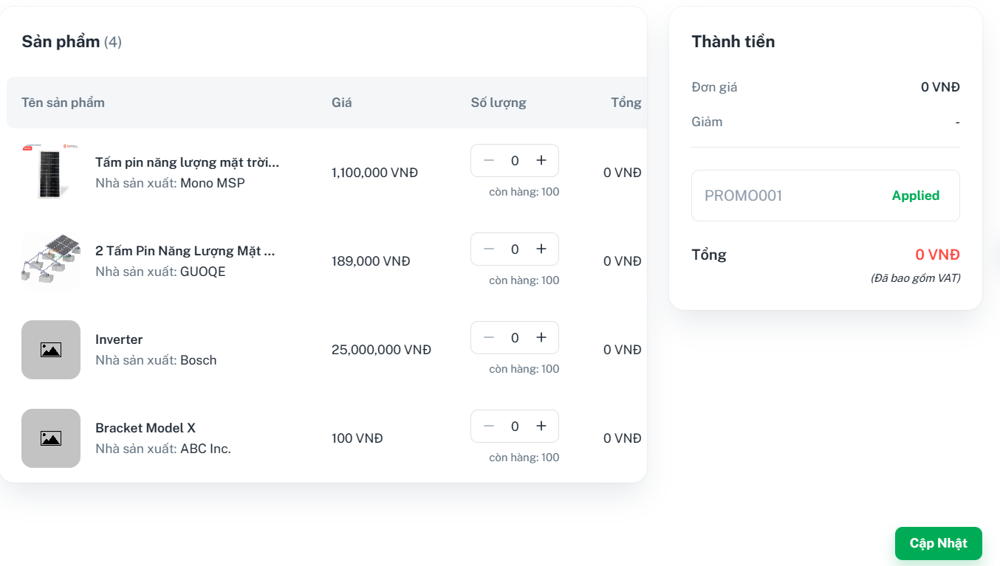 Sản phẩm (4)
Tên sản phẩm Giá Số lượng Tổng
Tấm pin năng lượng mặt trời...
Nhà sản xuất: Mono MSP
1,100,000 VNĐ
0
còn hàng: 100
0 VNĐ
2 Tấm Pin Năng Lượng Mặt ...
Nhà sản xuất: GUOQE
189,000 VNĐ
0
còn hàng: 100
0 VNĐ
Inverter
Nhà sản xuất: Bosch
25,000,000 VNĐ
0
còn hàng: 100
0 VNĐ
Bracket Model X
Nhà sản xuất: ABC Inc.
100 VNĐ
0
còn hàng: 100
0 VNĐ
Thành tiền
Đơn giá 0 VNĐ
Giảm -
PROMO001 Applied
Tổng 0 VNĐ
(Đã bao gồm VAT)
Cập Nhật